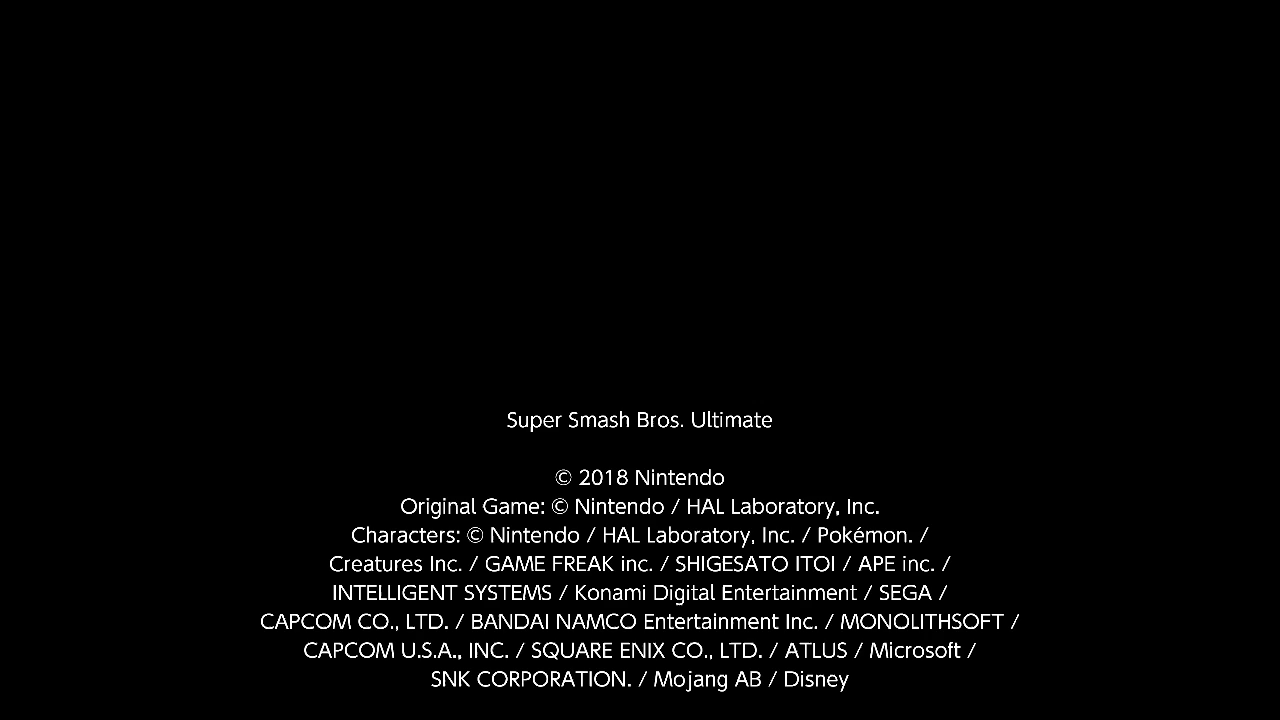 Super Smash Bros. Ultimate
© 2018 Nintendo
Original Game: © Nintendo / HAL Laboratory, Inc.
Characters: © Nintendo / HAL Laboratory, Inc. / Pokémon. /
Creatures Inc. / GAME FREAK inc. / SHIGESATO ITOI / APE inc. /
INTELLIGENT SYSTEMS / Konami Digital Entertainment / SEGA /
CAPCOM CO., LTD. / BANDAI NAMCO Entertainment Inc. / MONOLITHSOFT /
CAPCOM U.S.A., INC. / SQUARE ENIX CO., LTD. / ATLUS / Microsoft /
SNK CORPORATION. / Mojang AB / Disney